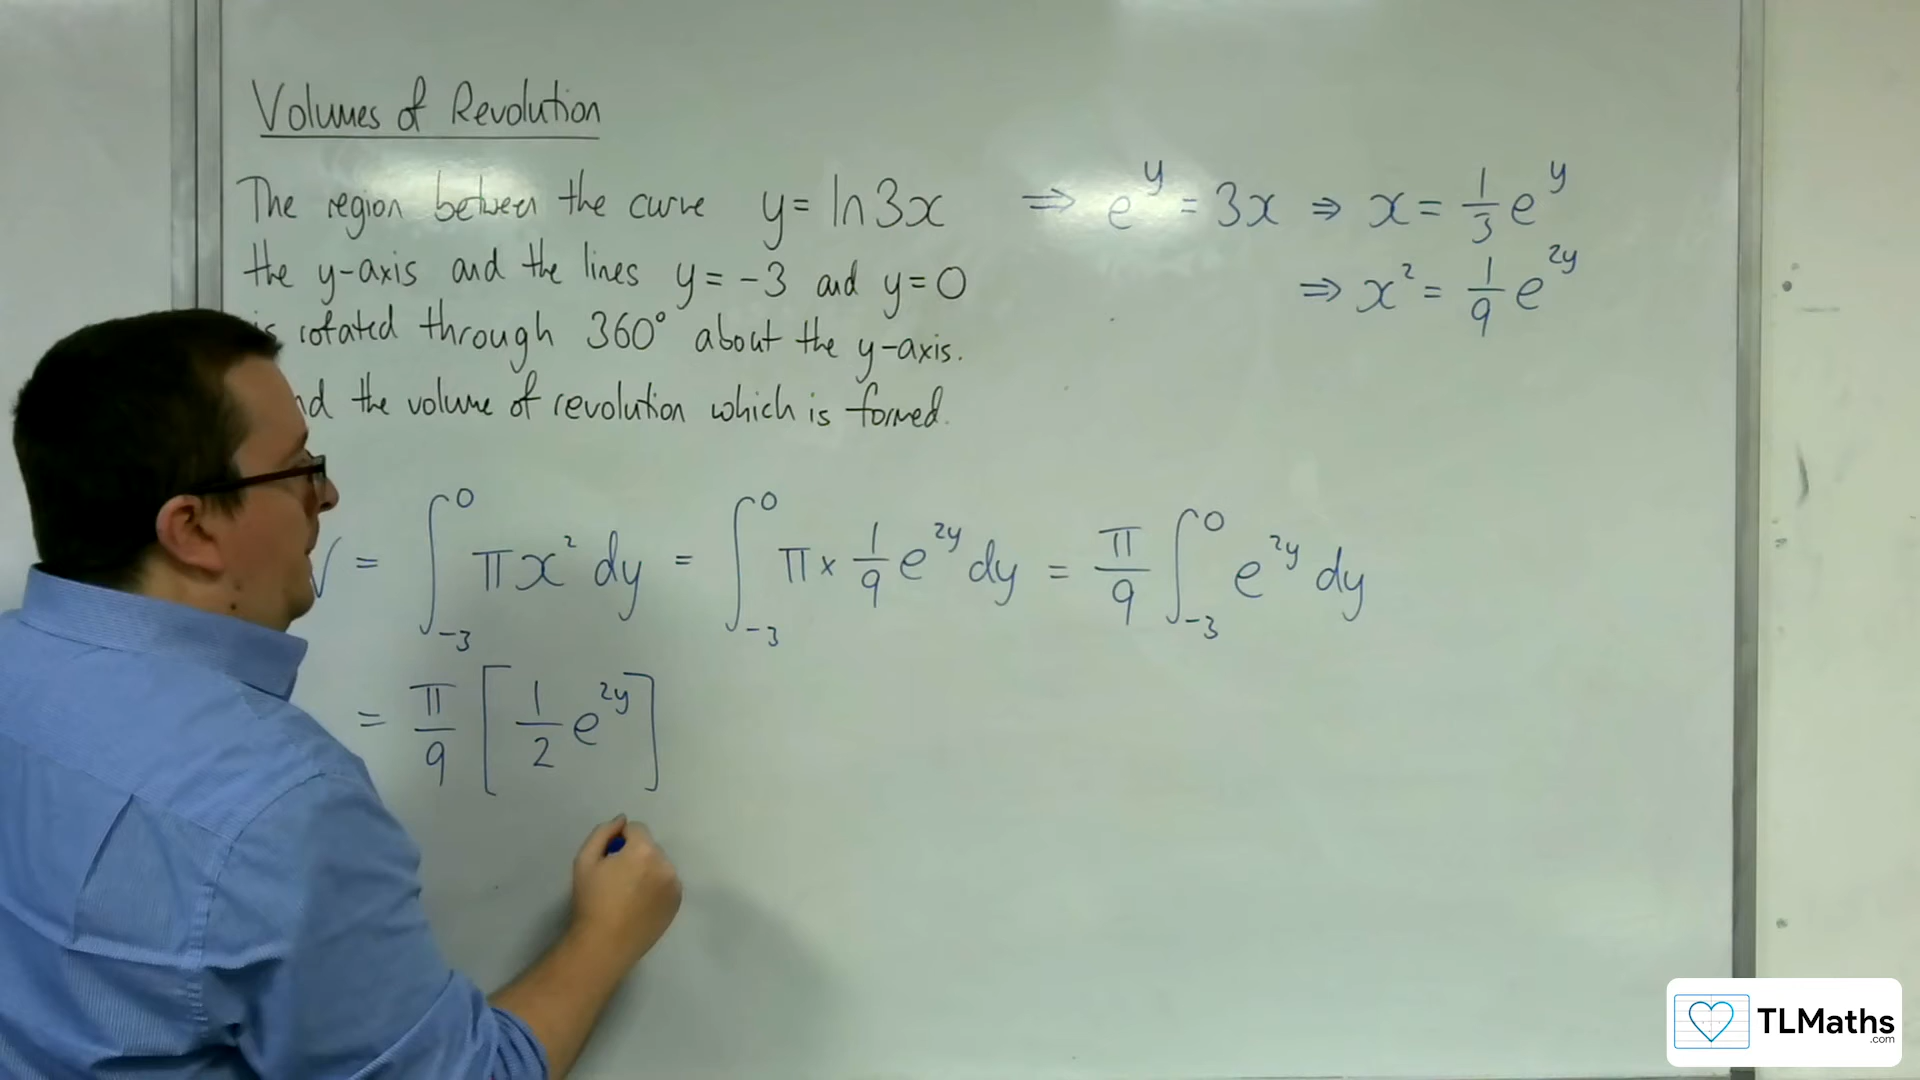 Volumes of Revolution
The region between the curve y = ln3x ⇒ e^y = 3x ⇒ x = 1/3 e^y
the y-axis and the lines y = -3 and y = 0 ⇒ x² = 1/9 e^2y
rotated through 360° about the y-axis.
the volume of revolution which is formed.
V = ∫_-3^0 πx² dy = ∫_-3^0 π × 1/9 e^2y dy = π/9 ∫_-3^0 e^2y dy
= π/9 [1/2 e^2y]
TLMaths
.com